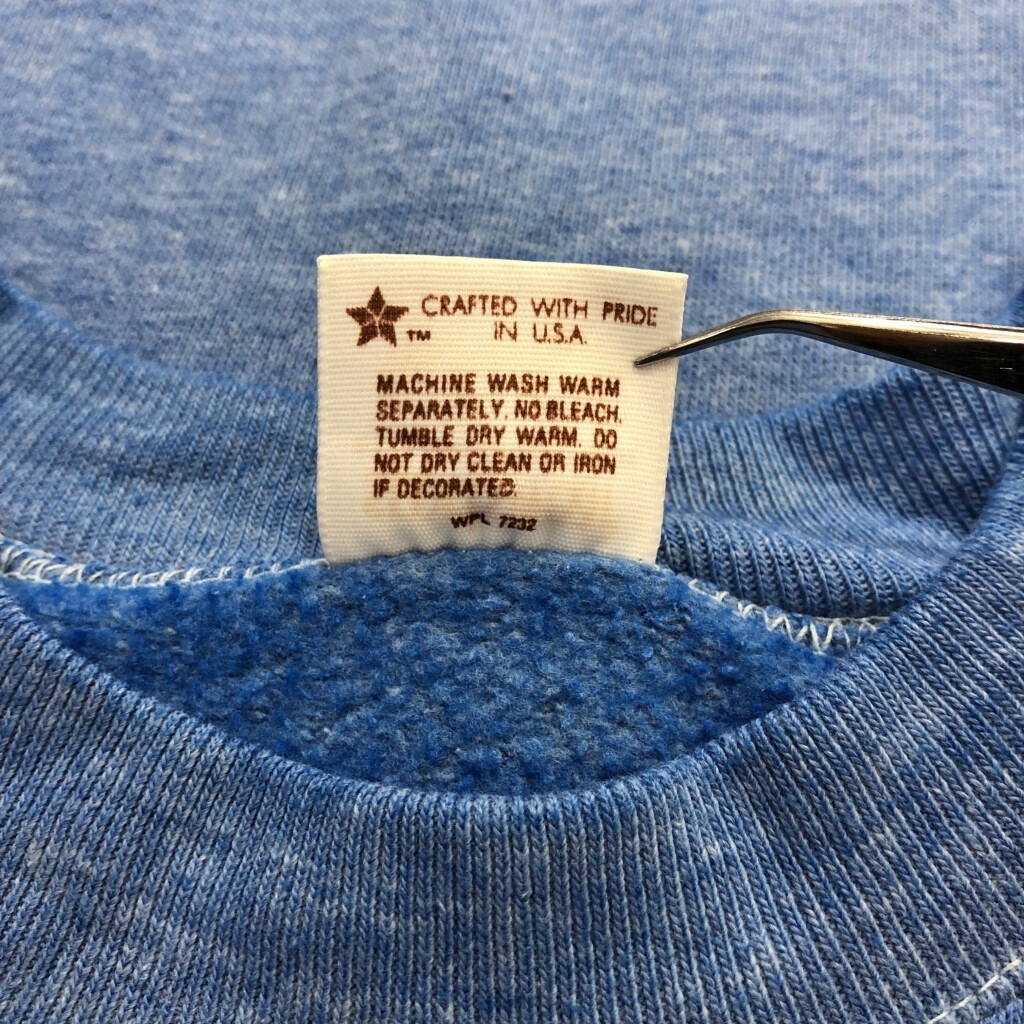 CRAFTED WITH PRIDE
IN U.S.A.
™
MACHINE WASH WARM
SEPARATELY. NO BLEACH.
TUMBLE DRY WARM. DO
NOT DRY CLEAN OR IRON
IF DECORATED.
WPL 7232